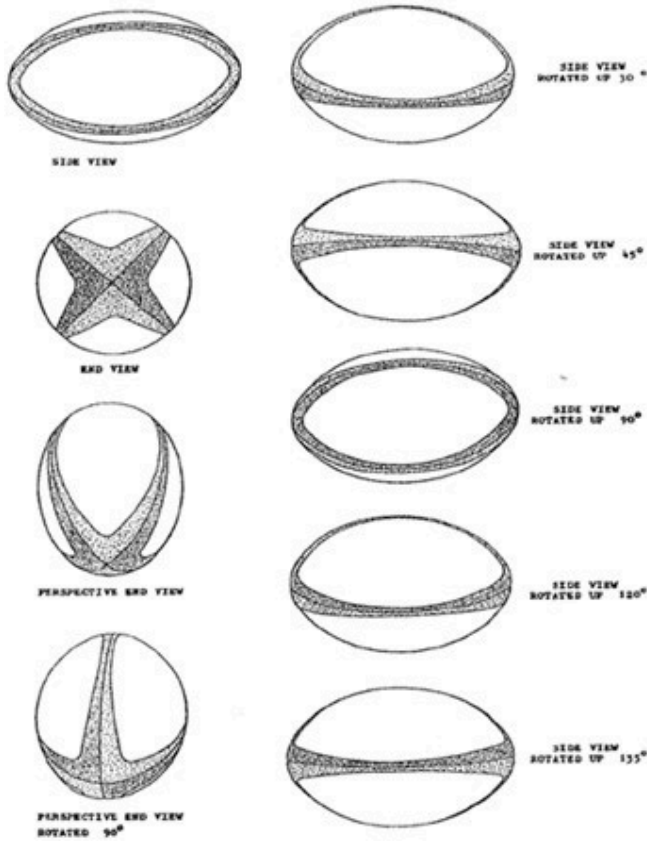 SIDE VIEW
END VIEW
PERSPECTIVE END VIEW
PERSPECTIVE END VIEW
ROTATED 90°
SIDE VIEW
ROTATED UP 30°
SIDE VIEW
ROTATED UP 45°
SIDE VIEW
ROTATED UP 90°
SIDE VIEW
ROTATED UP 120°
SIDE VIEW
ROTATED UP 135°